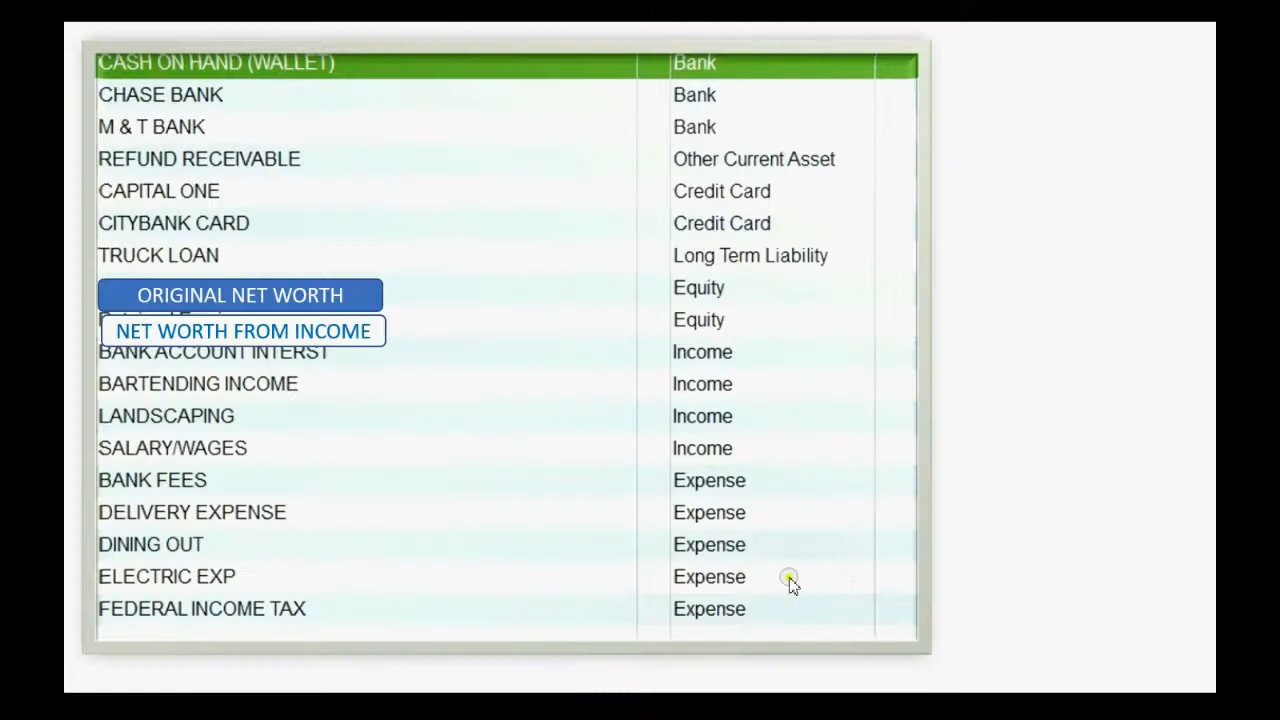 CASH ON HAND (WALLET) Bank
CHASE BANK Bank
M & T BANK Bank
REFUND RECEIVABLE Other Current Asset
CAPITAL ONE Credit Card
CITYBANK CARD Credit Card
TRUCK LOAN Long Term Liability
ORIGINAL NET WORTH Equity
NET WORTH FROM INCOME Equity
BANK ACCOUNT INTERST Income
BARTENDING INCOME Income
LANDSCAPING Income
SALARY/WAGES Income
BANK FEES Expense
DELIVERY EXPENSE Expense
DINING OUT Expense
ELECTRIC EXP Expense
FEDERAL INCOME TAX Expense